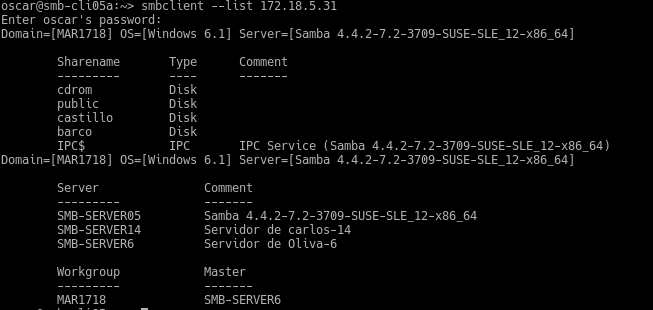 oscar@smb-cli05a:~> smbclient --list 172.18.5.31
Enter oscar's password:
Domain=[MAR1718] OS=[Windows 6.1] Server=[Samba 4.4.2-7.2-3709-SUSE-SLE_12-x86_64]
Sharename Type Comment
--------- ---- -------
cdrom Disk
public Disk
castillo Disk
barco Disk
IPC$ IPC IPC Service (Samba 4.4.2-7.2-3709-SUSE-SLE_12-x86_64)
Domain=[MAR1718] OS=[Windows 6.1] Server=[Samba 4.4.2-7.2-3709-SUSE-SLE_12-x86_64]
Server Comment
--------- -------
SMB-SERVER05 Samba 4.4.2-7.2-3709-SUSE-SLE_12-x86_64
SMB-SERVER14 Servidor de carlos-14
SMB-SERVER6 Servidor de Oliva-6
Workgroup Master
--------- -------
MAR1718 SMB-SERVER6